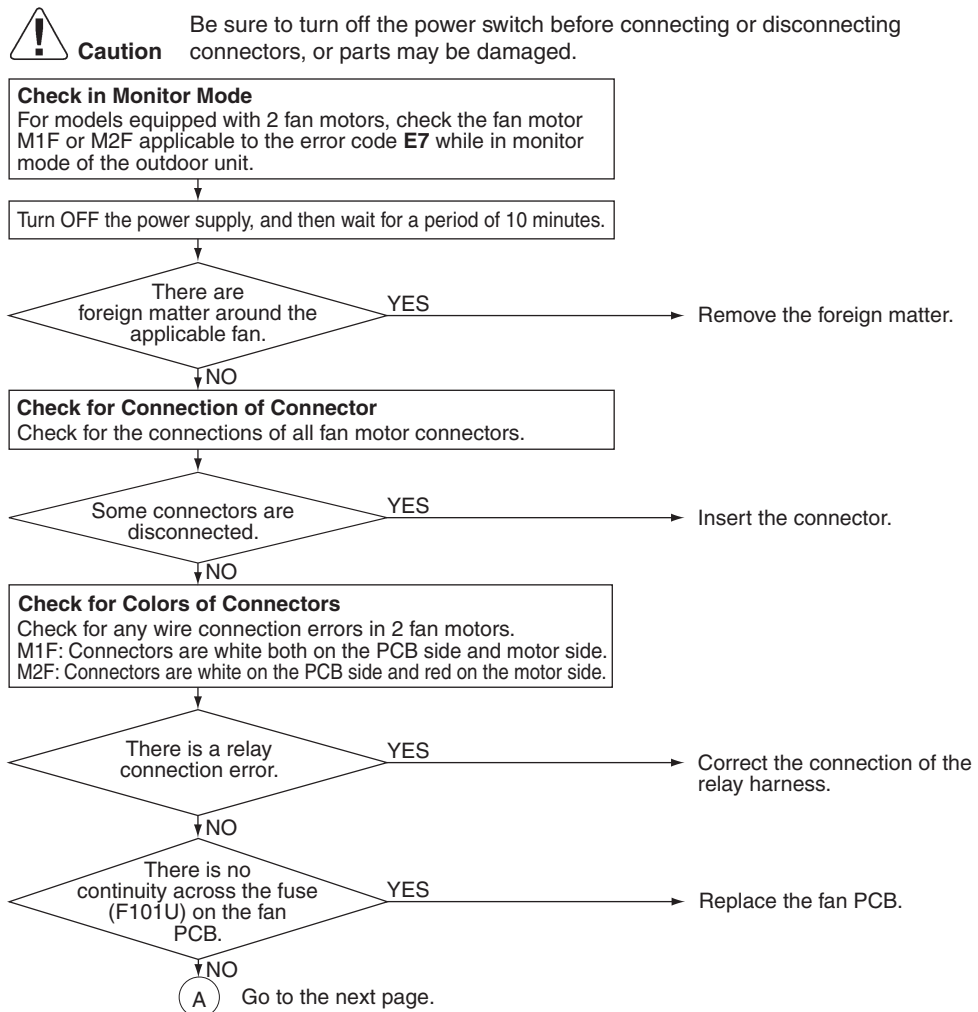 Be sure to turn off the power switch before connecting or disconnecting
Caution connectors, or parts may be damaged.
Check in Monitor Mode
For models equipped with 2 fan motors, check the fan motor
M1F or M2F applicable to the error code E7 while in monitor
mode of the outdoor unit.
Turn OFF the power supply, and then wait for a period of 10 minutes.
There are
foreign matter around the
applicable fan.
YES
Remove the foreign matter.
NO
Check for Connection of Connector
Check for the connections of all fan motor connectors.
Some connectors are
disconnected.
YES
Insert the connector.
NO
Check for Colors of Connectors
Check for any wire connection errors in 2 fan motors.
M1F: Connectors are white both on the PCB side and motor side.
M2F: Connectors are white on the PCB side and red on the motor side.
There is a relay
connection error.
YES
Correct the connection of the
relay harness.
NO
There is no
continuity across the fuse
(F101U) on the fan
PCB.
YES
Replace the fan PCB.
NO
A Go to the next page.